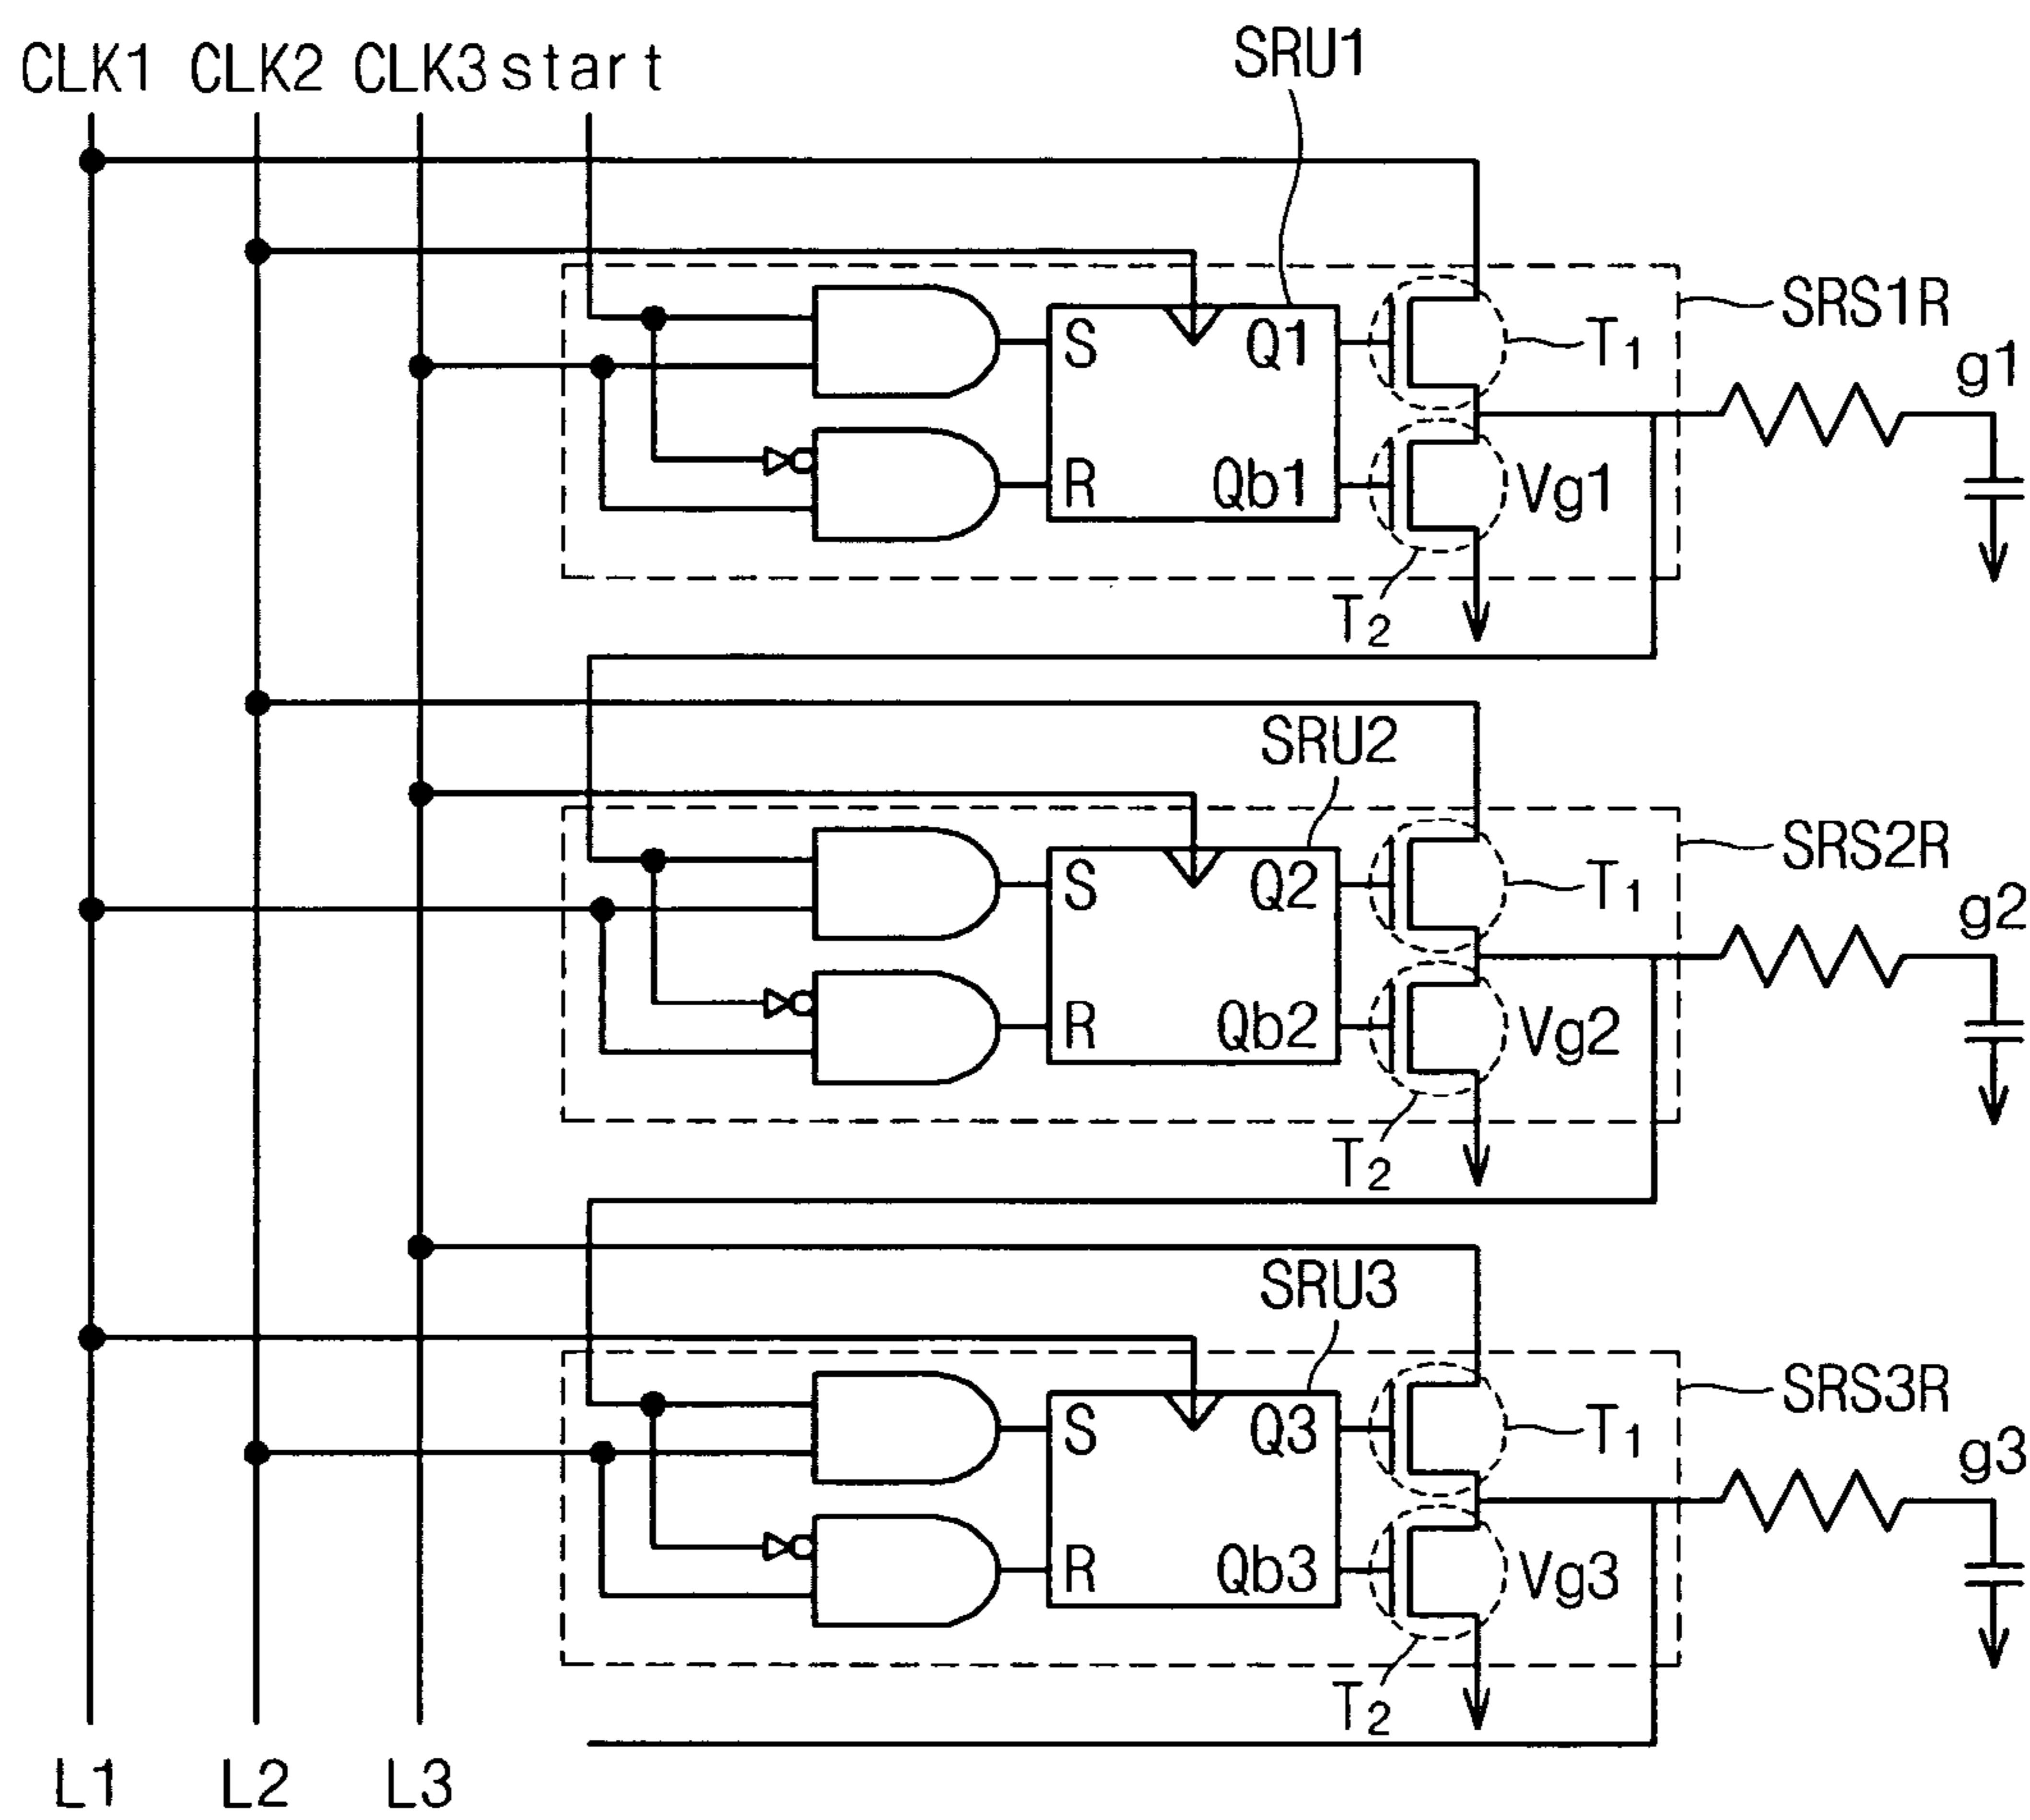 CLK1 CLK2 CLK3 start
SRU1
SRS1R
S Q1 T1
g1
R Qb1 Vg1
T2
SRU2
SRS2R
S Q2 T1
g2
R Qb2 Vg2
T2
SRU3
SRS3R
S Q3 T1
g3
R Qb3 Vg3
T2
L1 L2 L3